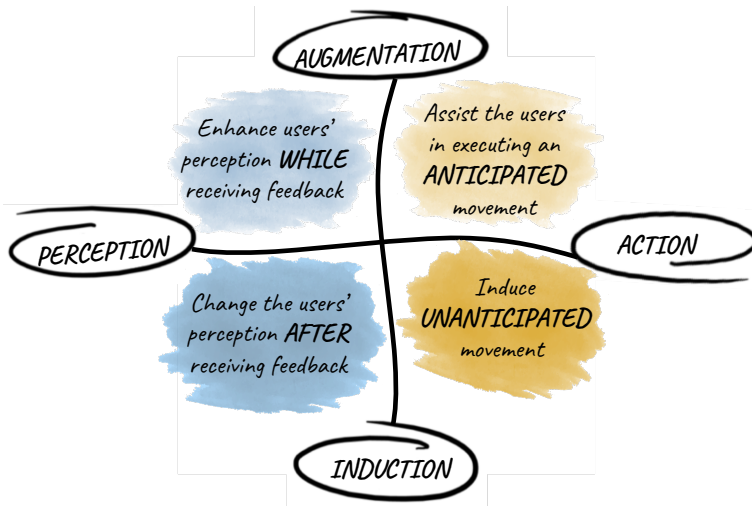 AUGMENTATION
Enhance users'
perception WHILE
receiving feedback
Assist the users
in executing an
ANTICIPATED
movement
PERCEPTION
ACTION
Change the users'
perception AFTER
receiving feedback
Induce
UNANTICIPATED
movement
INDUCTION